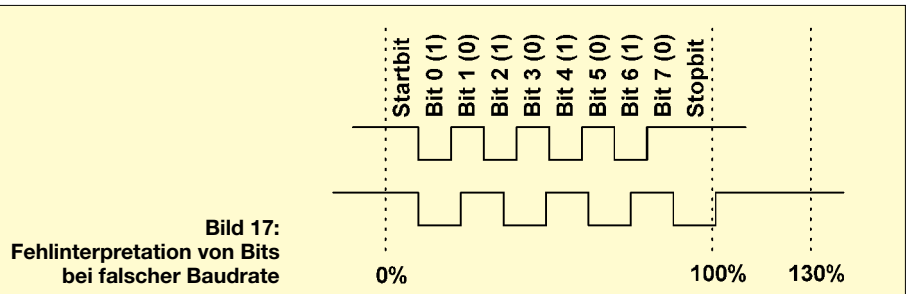 Startbit
Bit 0 (1)
Bit 1 (0)
Bit 2 (1)
Bit 3 (0)
Bit 4 (1)
Bit 5 (0)
Bit 6 (1)
Bit 7 (0)
Stopbit
Bild 17:
Fehlinterpretation von Bits
bei falscher Baudrate
0%
100%
130%